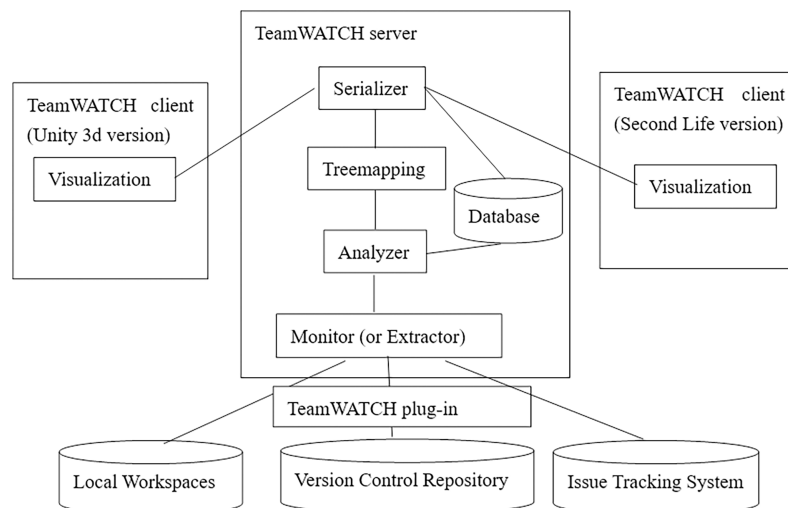 TeamWATCH server
TeamWATCH client
(Unity 3d version)
Visualization
Serializer
Treemapping
Database
Analyzer
Monitor (or Extractor)
TeamWATCH client
(Second Life version)
Visualization
TeamWATCH plug-in
Local Workspaces
Version Control Repository
Issue Tracking System